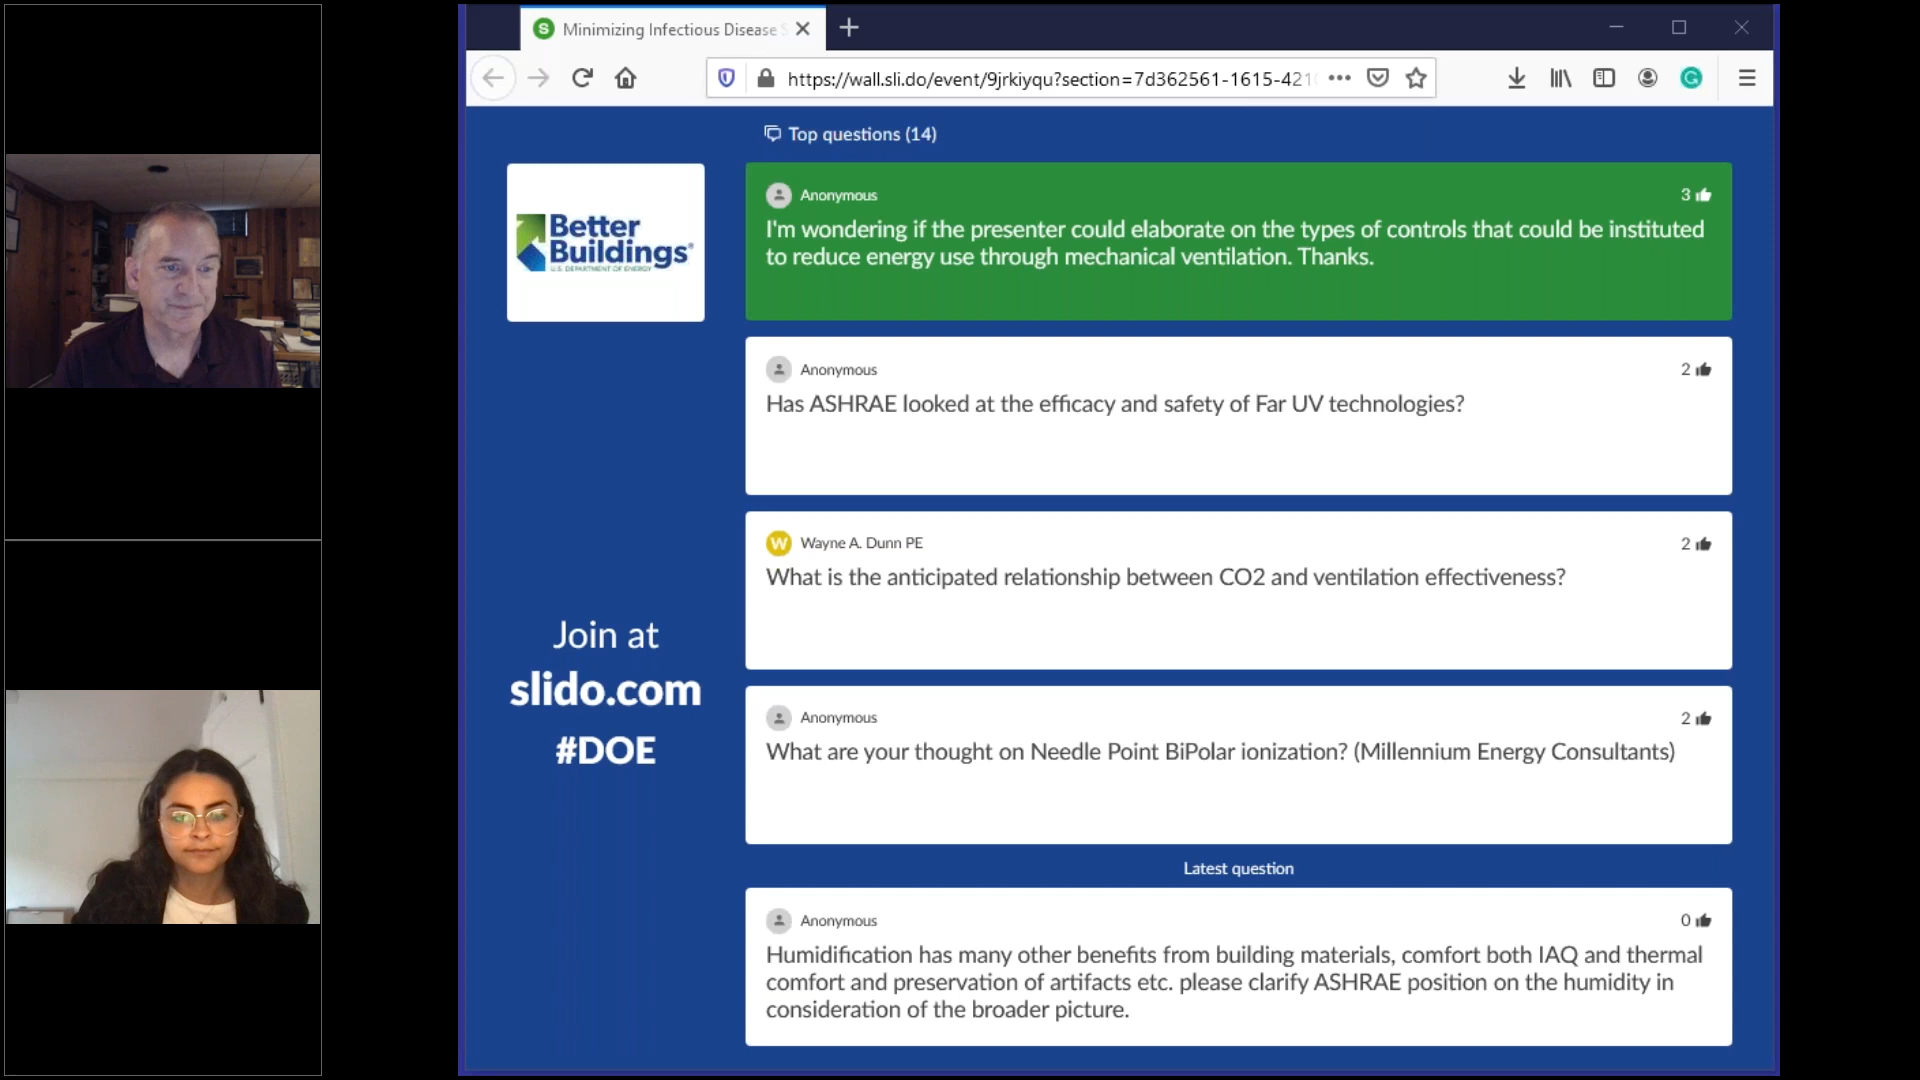 Minimizing Infectious Disease S
https://wall.sli.do/event/9jrkiyqu?section=7d362561-1615-421
Top questions (14)
Better
Buildings®
U.S. DEPARTMENT OF ENERGY
Join at
slido.com
#DOE
Anonymous
3
I'm wondering if the presenter could elaborate on the types of controls that could be instituted
to reduce energy use through mechanical ventilation. Thanks.
Anonymous
2
Has ASHRAE looked at the efficacy and safety of Far UV technologies?
W
Wayne A. Dunn PE
2
What is the anticipated relationship between CO2 and ventilation effectiveness?
Anonymous
2
What are your thought on Needle Point BiPolar ionization? (Millennium Energy Consultants)
Latest question
Anonymous
0
Humidification has many other benefits from building materials, comfort both IAQ and thermal
comfort and preservation of artifacts etc. please clarify ASHRAE position on the humidity in
consideration of the broader picture.